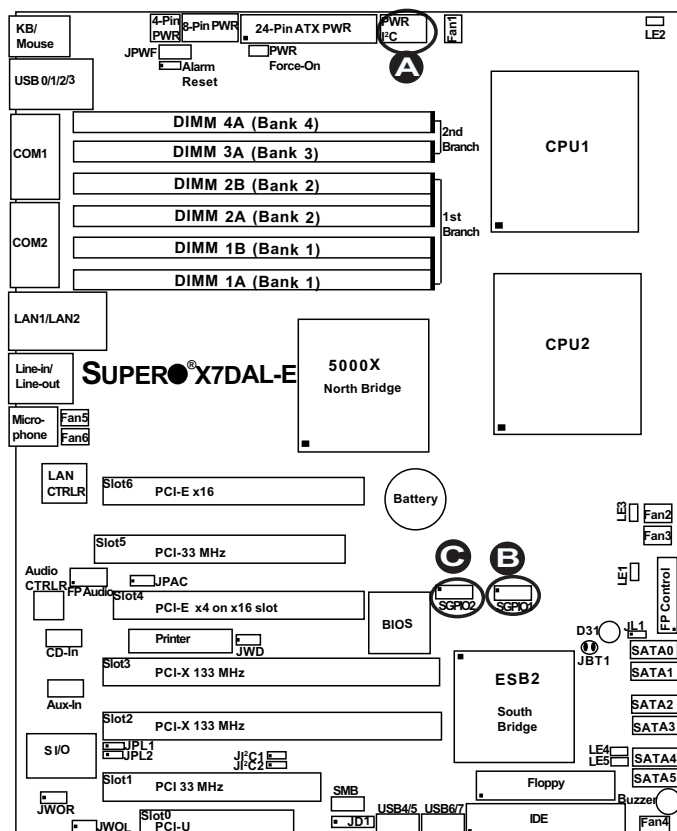 KB/
Mouse
4-Pin
PWR
8-Pin PWR
24-Pin ATX PWR
PWR
I²C
Fan1
LE2
JPWF
Alarm
Reset
PWR
Force-On
A
USB 0/1/2/3
DIMM 4A (Bank 4)
DIMM 3A (Bank 3)
2nd
Branch
DIMM 2B (Bank 2)
DIMM 2A (Bank 2)
DIMM 1B (Bank 1)
DIMM 1A (Bank 1)
1st
Branch
CPU1
COM1
COM2
LAN1/LAN2
CPU2
Line-in/
Line-out
SUPER®X7DAL-E
5000X
North Bridge
Micro-
phone
Fan5
Fan6
LAN
CTRLR
Slot6
PCI-E x16
Battery
LE3
Fan2
Fan3
Slot5
PCI-33 MHz
C
B
Audio
CTRLR
FP Audio
JPAC
SGPIO2
SGPIO1
LE1
FP Control
Slot4
PCI-E x4 on x16 slot
BIOS
Printer
JWD
CD-In
D31
JL1
JBT1
SATA0
SATA1
Slot3
PCI-X 133 MHz
ESB2
South
Bridge
Aux-In
SATA2
SATA3
Slot2
PCI-X 133 MHz
S I/O
JPL1
JPL2
JI²C1
JI²C2
LE4
LE5
SATA4
SATA5
Slot1
PCI 33 MHz
SMB
Floppy
Buzzer
JWOR
JWOL
Slot0
PCI-U
JD1
USB4/5
USB6/7
IDE
Fan4